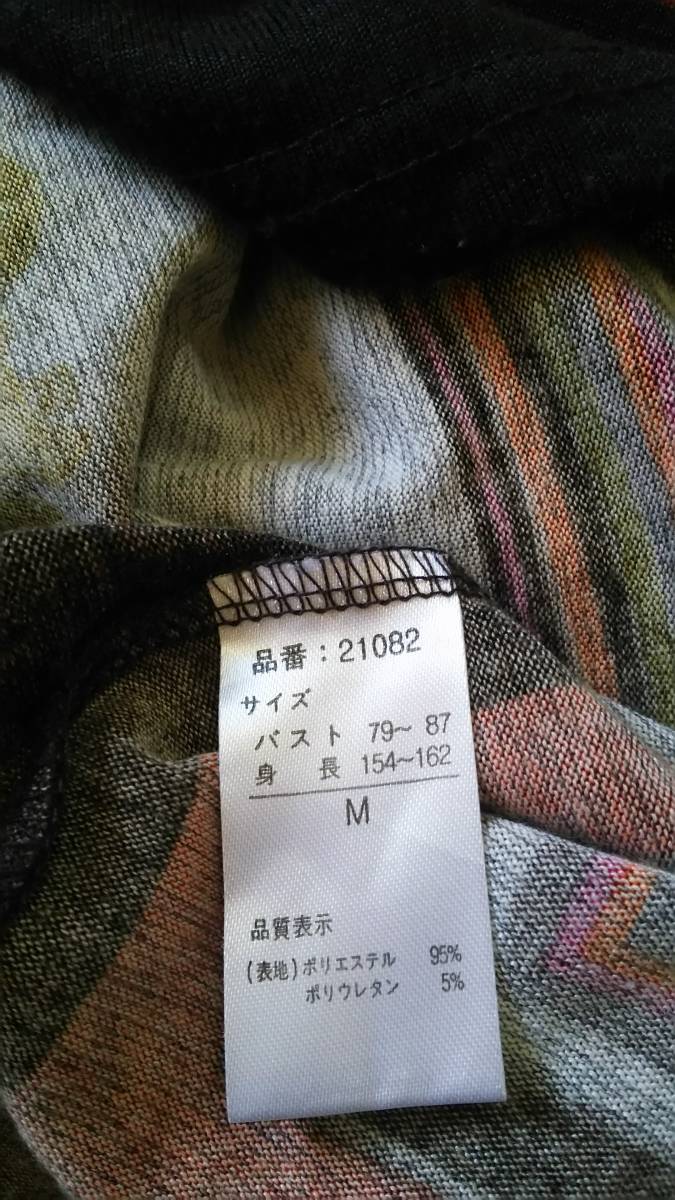 品番：21082
サイズ
バスト 79～ 87
身長 154～162
M
品質表示
(表地)ポリエステル 95%
ポリウレタン 5%